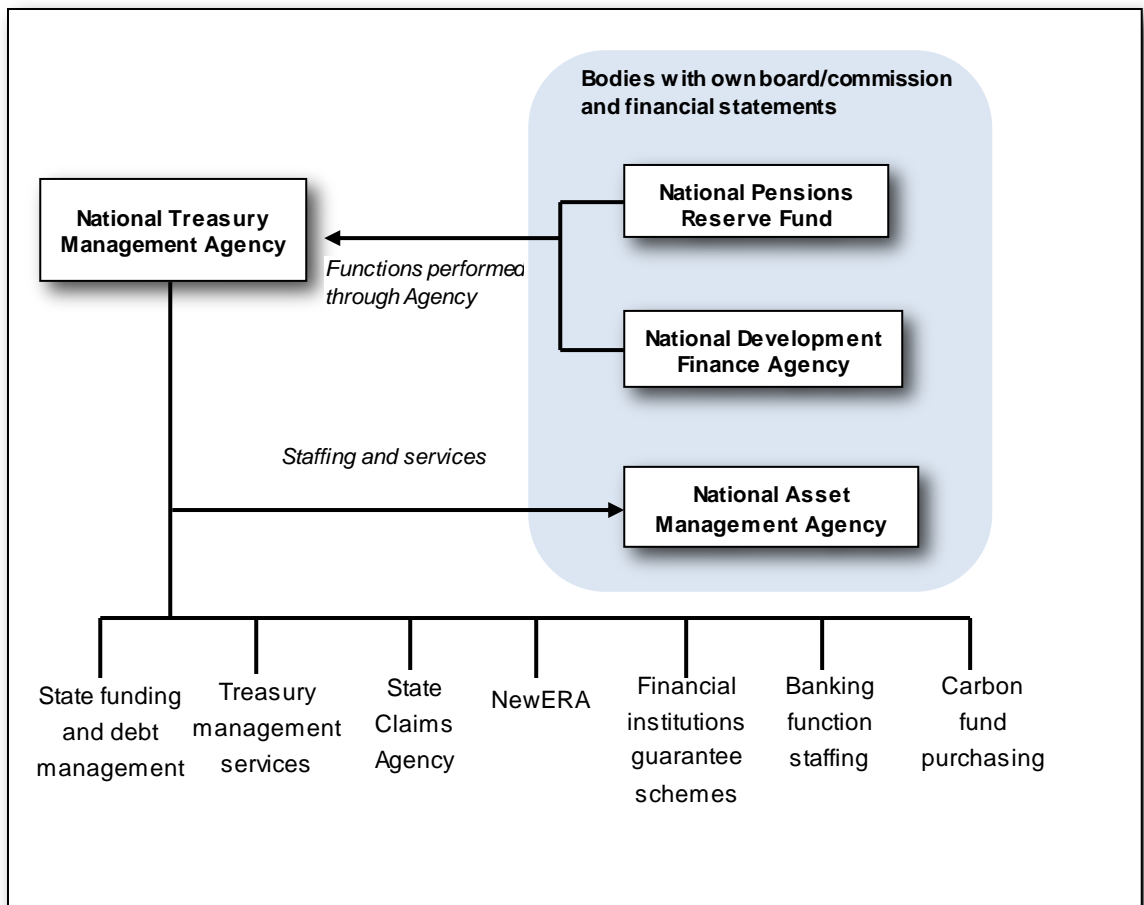 Bodies with own board/commission
and financial statements
National Treasury
Management Agency
National Pensions
Reserve Fund
Functions performed
through Agency
National Development
Finance Agency
Staffing and services
National Asset
Management Agency
State funding
and debt
management
Treasury
management
services
State
Claims
Agency
NewERA
Financial
institutions
guarantee
schemes
Banking
function
staffing
Carbon
fund
purchasing